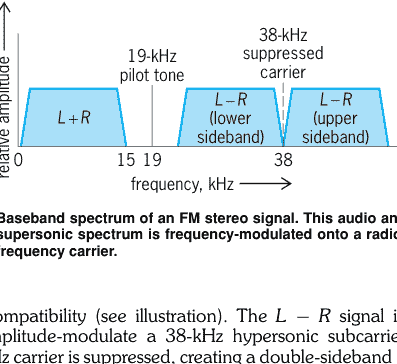 relative amplitude
38-kHz
suppressed
carrier
19-kHz
pilot tone
L+R
L–R
(lower
sideband)
L–R
(upper
sideband)
0 15 19 38
frequency, kHz
Baseband spectrum of an FM stereo signal. This audio an
supersonic spectrum is frequency-modulated onto a radio
frequency carrier.
ompatibility (see illustration). The L – R signal i
plitude-modulate a 38-kHz hypersonic subcarrie
z carrier is suppressed, creating a double-sideband